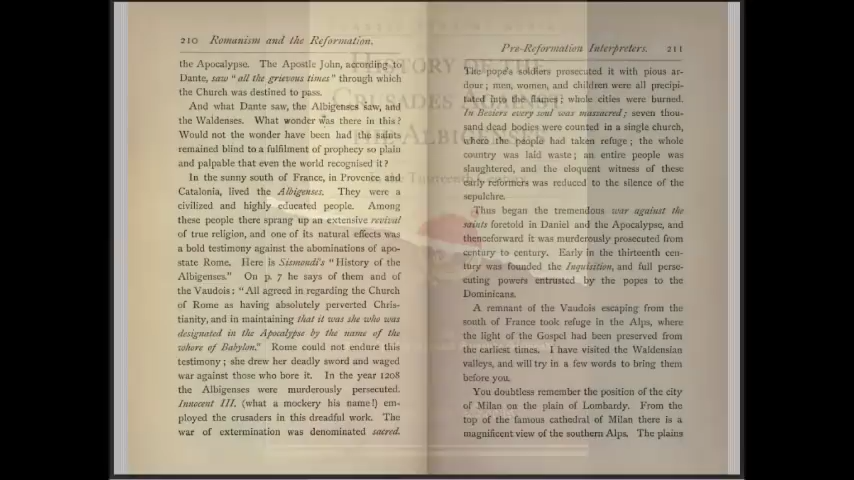 210 Romanism and the Reformation.
the Apocalypse. The Apostle John, according to
Dante, saw "all the grievous times" through which
the Church was destined to pass.
And what Dante saw, the Albigenses saw, and
the Waldenses. What wonder was there in this?
Would not the wonder have been had the saints
remained blind to a fulfilment of prophecy so plain
and palpable that even the world recognised it?
In the sunny south of France, in Provence and
Catalonia, lived the Albigenses. They were a
civilized and highly educated people. Among
these people there sprang up an extensive revival
of true religion, and one of its natural effects was
a bold testimony against the abominations of apo-
state Rome. Here is Sismondi's "History of the
Albigenses." On p. 7 he says of them and of
the Vaudois: "All agreed in regarding the Church
of Rome as having absolutely perverted Chris-
tianity, and in maintaining that it was she who was
designated in the Apocalypse by the name of the
whore of Babylon." Rome could not endure this
testimony; she drew her deadly sword and waged
war against those who bore it. In the year 1208
the Albigenses were murderously persecuted.
Innocent III. (what a mockery his name!) em-
ployed the crusaders in this dreadful work. The
war of extermination was denominated sacred.
Pre-Reformation Interpreters. 211
The pope's soldiers prosecuted it with pious ar-
dour; men, women, and children were all precipi-
tated into the flames; whole cities were burned.
In Beziers every soul was massacred; seven thou-
sand dead bodies were counted in a single church,
where the people had taken refuge; the whole
country was laid waste; an entire people was
slaughtered, and the eloquent witness of these
early reformers was reduced to the silence of the
sepulchre.
Thus began the tremendous war against the
saints foretold in Daniel and the Apocalypse, and
thenceforward it was murderously prosecuted from
century to century. Early in the thirteenth cen-
tury was founded the Inquisition, and full perse-
cuting powers entrusted by the popes to the
Dominicans.
A remnant of the Vaudois escaping from the
south of France took refuge in the Alps, where
the light of the Gospel had been preserved from
the earliest times. I have visited the Waldensian
valleys, and will try in a few words to bring them
before you.
You doubtless remember the position of the city
of Milan on the plain of Lombardy. From the
top of the famous cathedral of Milan there is a
magnificent view of the southern Alps. The plains
HISTORY OF THE
CRUSADES AGAINST
THE ALBIGENSES
Thirteenth Century